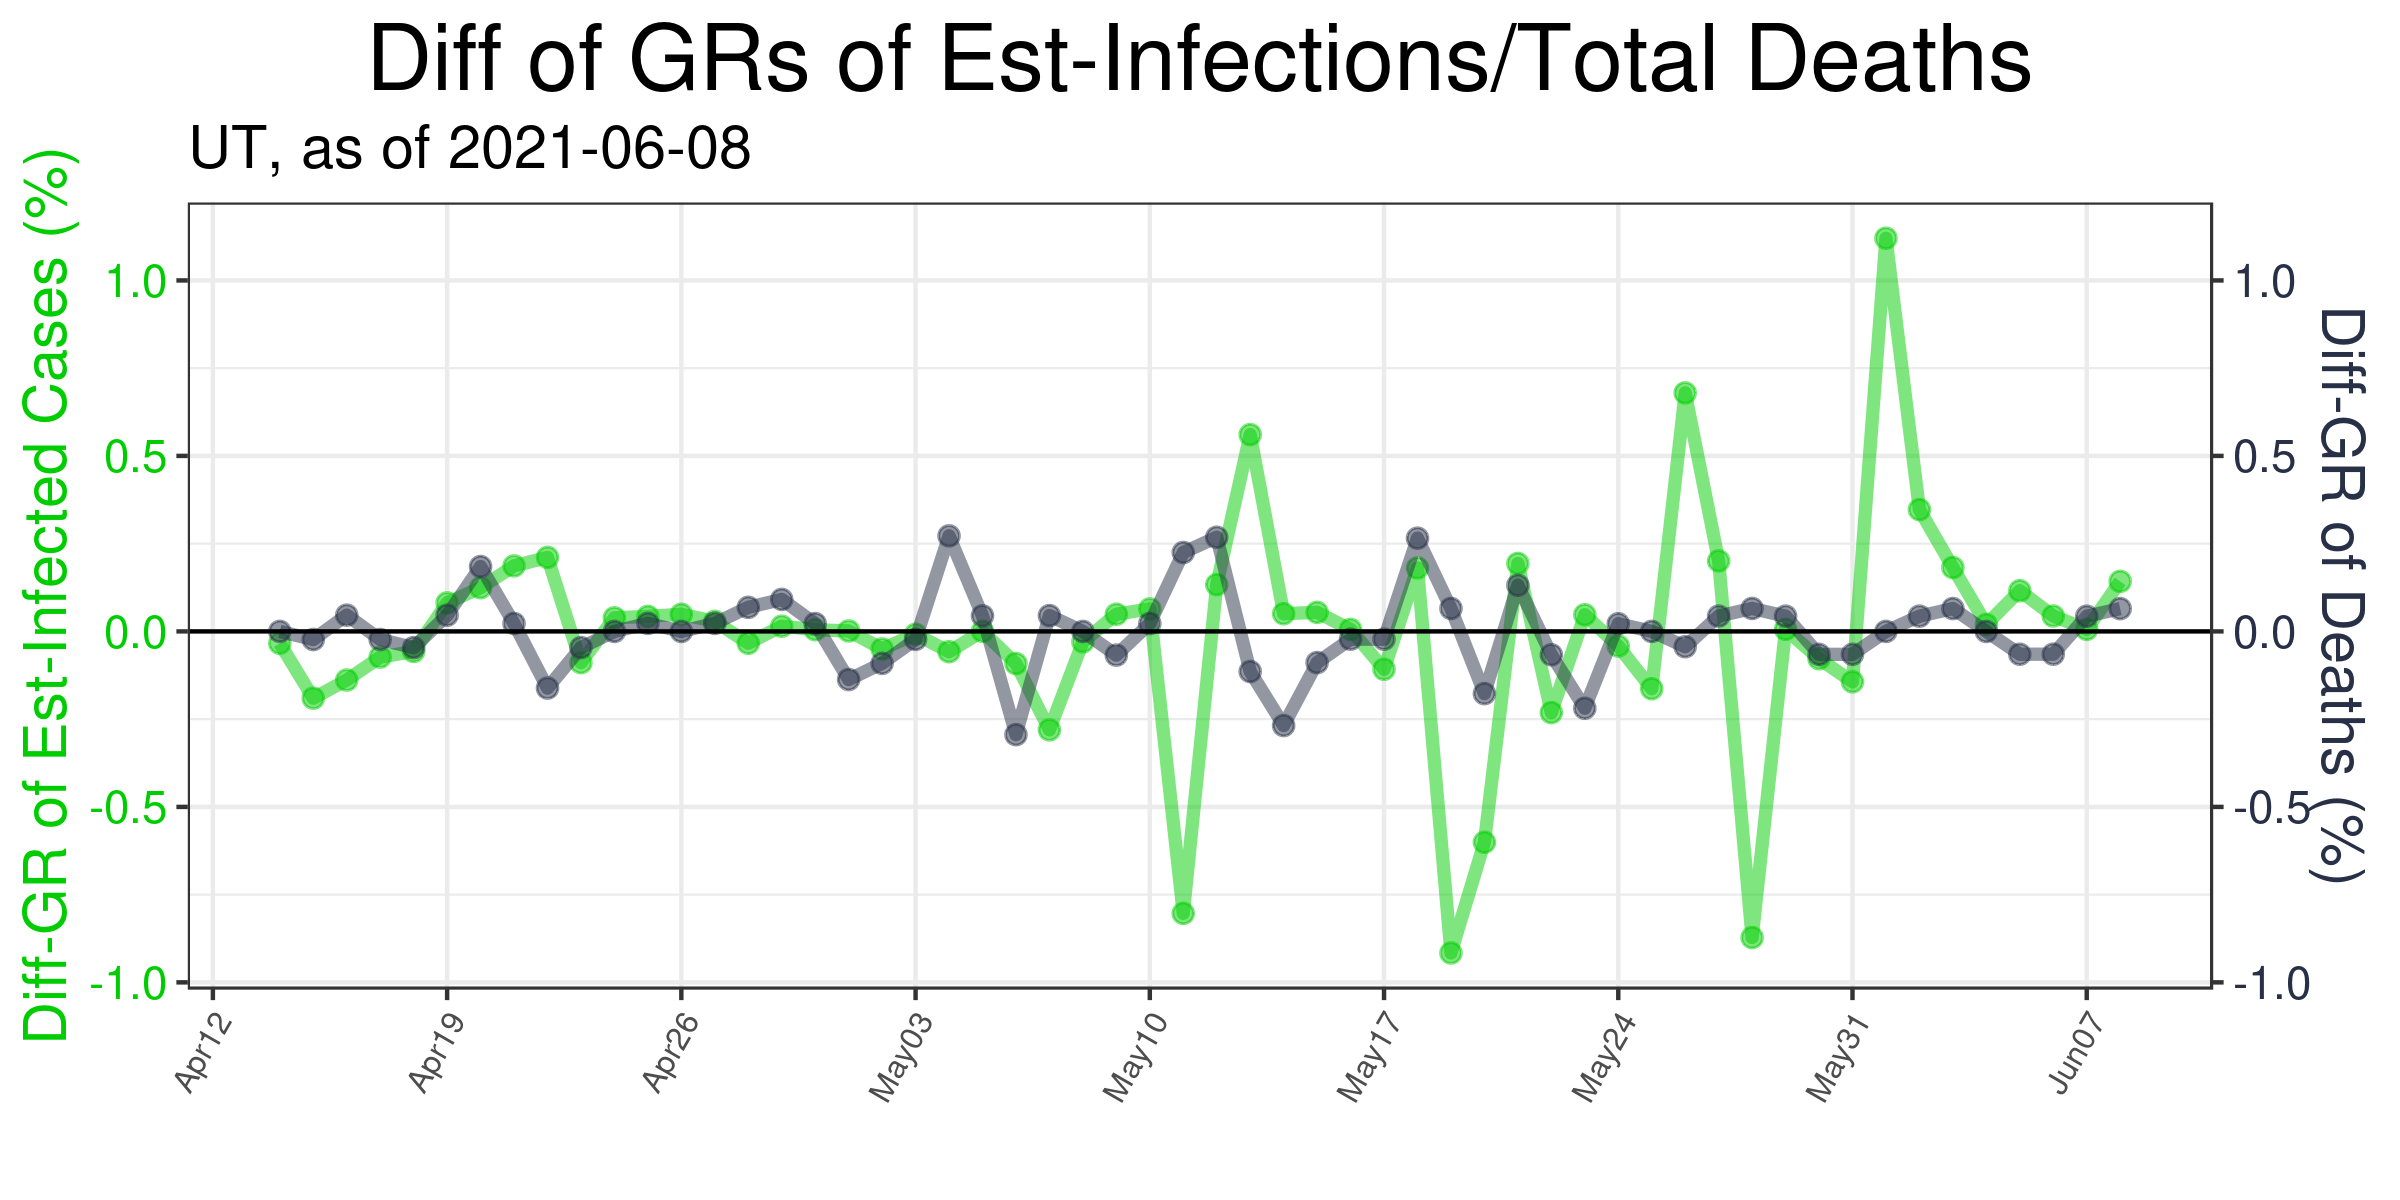 Diff of GRs of Est-Infections/Total Deaths
UT, as of 2021-06-08
Diff-GR of Est-Infected Cases (%)
1.0
0.5
0.0
-0.5
-1.0
1.0
0.5
0.0
-0.5
-1.0
Diff-GR of Deaths (%)
Apr12
Apr19
Apr26
May03
May10
May17
May24
May31
Jun07